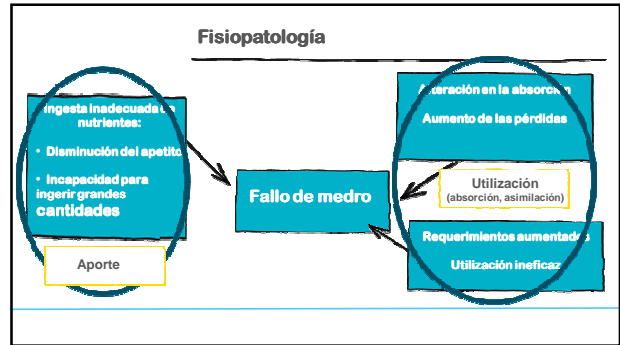 Fisiopatología
Ingesta inadecuada de
nutrientes:
• Disminución del apetito
• Incapacidad para
ingerir grandes
cantidades
Aporte
Fallo de medro
Alteración en la absorción
Aumento de las pérdidas
Utilización
(absorción, asimilación)
Requerimientos aumentados
Utilización ineficaz